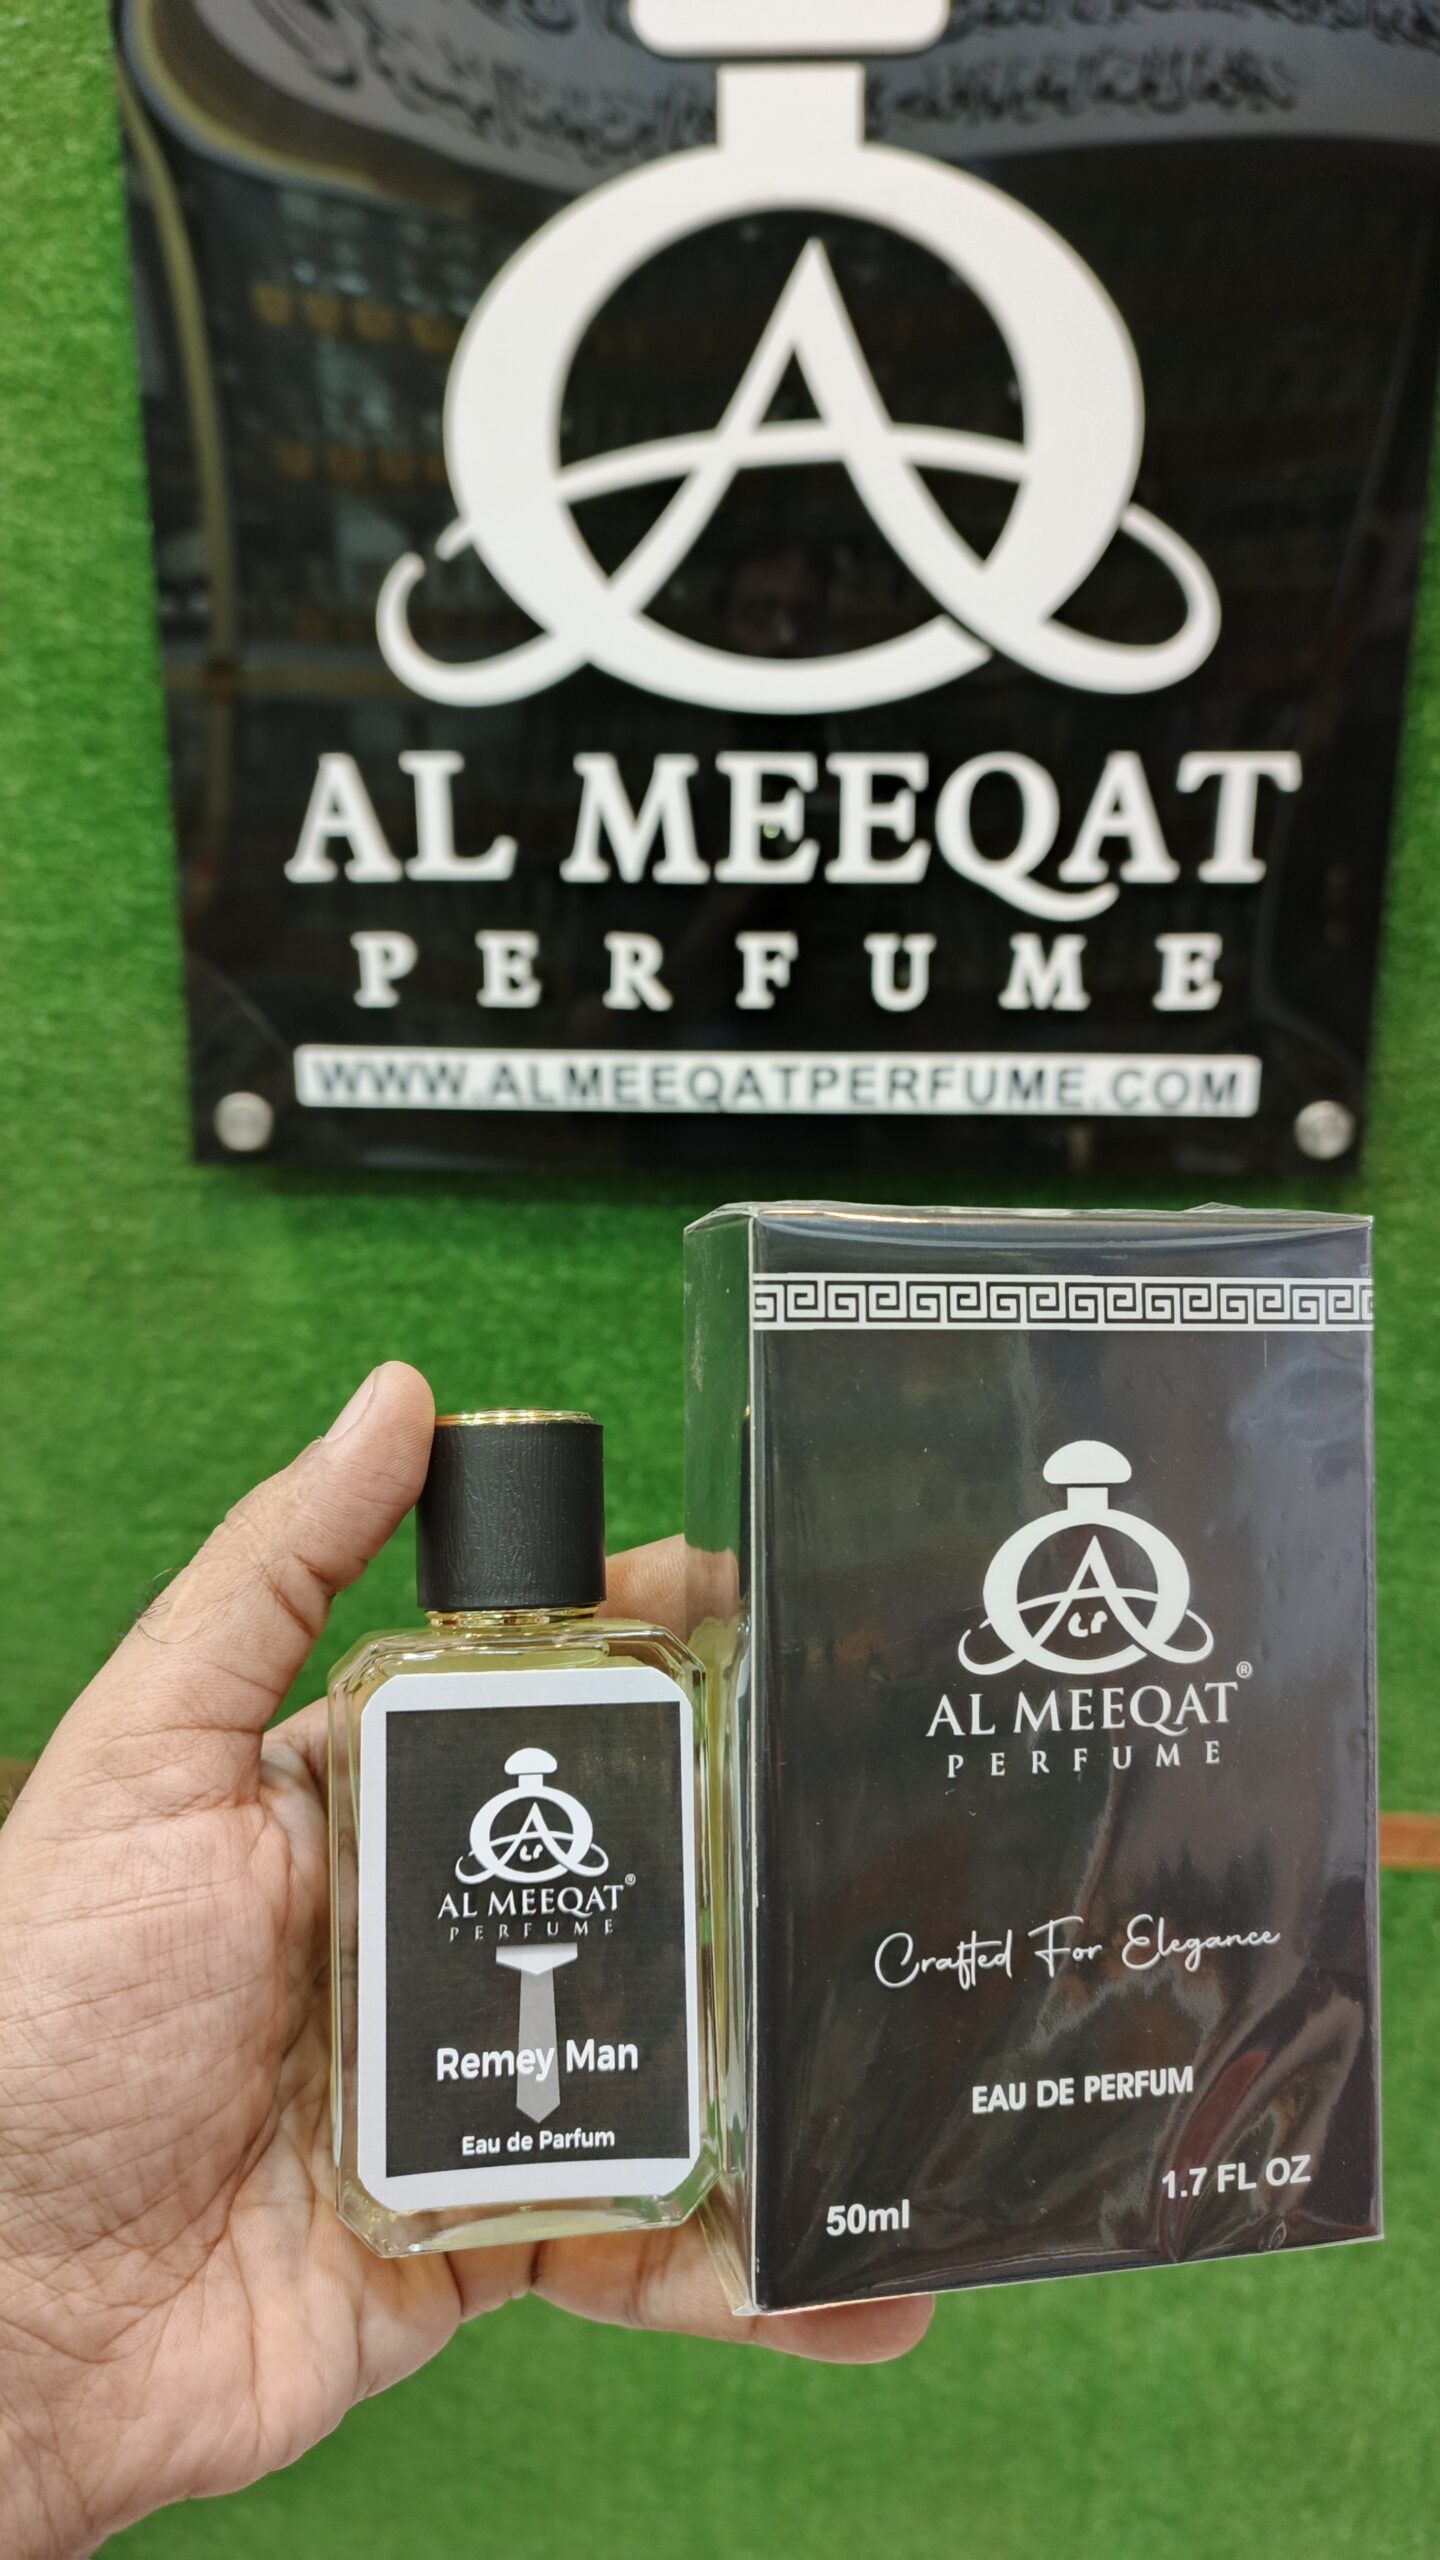 AL MEEQAT
PERFUME
WWW.ALMEEQATPERFUME.COM
AL MEEQAT®
PERFUME
Crafted For Elegance
EAU DE PERFUM
50ml
1.7 FL OZ
AL MEEQAT®
PERFUME
Remey Man
Eau de Parfum